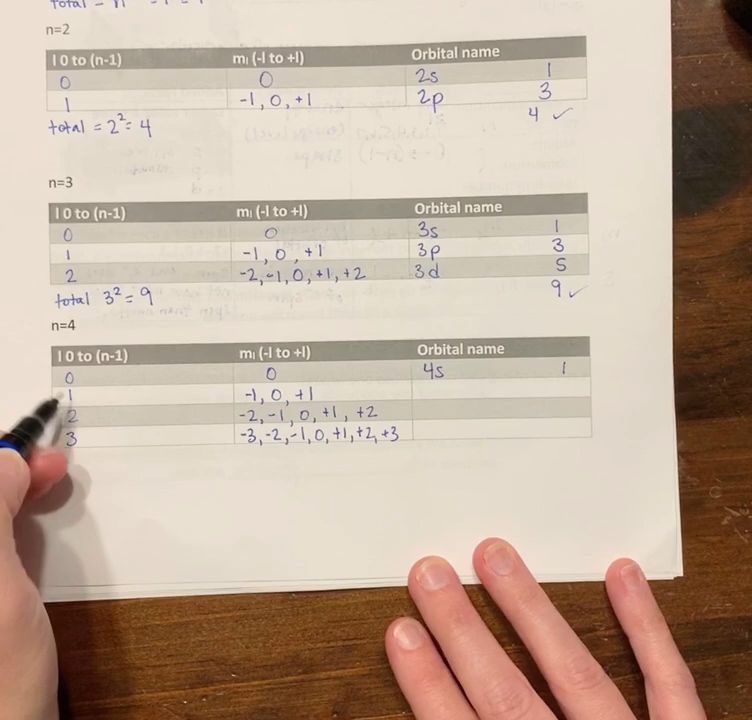 n=2
l 0 to (n-1) mₗ (-l to +l) Orbital name
0 0 2s 1
1 -1, 0, +1 2p 3
total = 2² = 4 4 ✓
n=3
l 0 to (n-1) mₗ (-l to +l) Orbital name
0 0 3s 1
1 -1, 0, +1 3p 3
2 -2, -1, 0, +1, +2 3d 5
total 3² = 9 9 ✓
n=4
l 0 to (n-1) mₗ (-l to +l) Orbital name
0 0 4s 1
1 -1, 0, +1
2 -2, -1, 0, +1, +2
3 -3, -2, -1, 0, +1, +2, +3